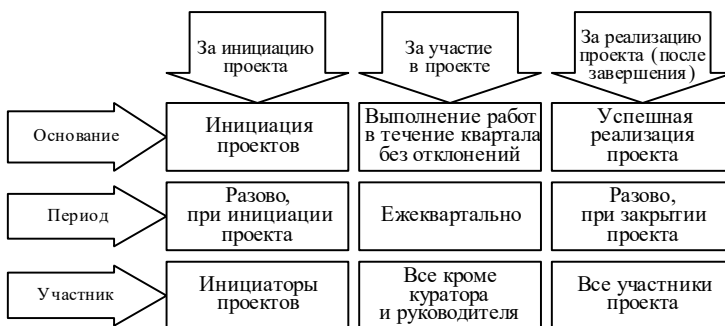 За инициацию
проекта
За участие
в проекте
За реализацию
проекта (после
завершения)
Основание
Инициация
проектов
Выполнение работ
в течение квартала
без отклонений
Успешная
реализация
проекта
Период
Разово,
при инициации
проекта
Ежеквартально
Разово,
при закрытии
проекта
Участник
Инициаторы
проектов
Все кроме
куратора
и руководителя
Все участники
проекта